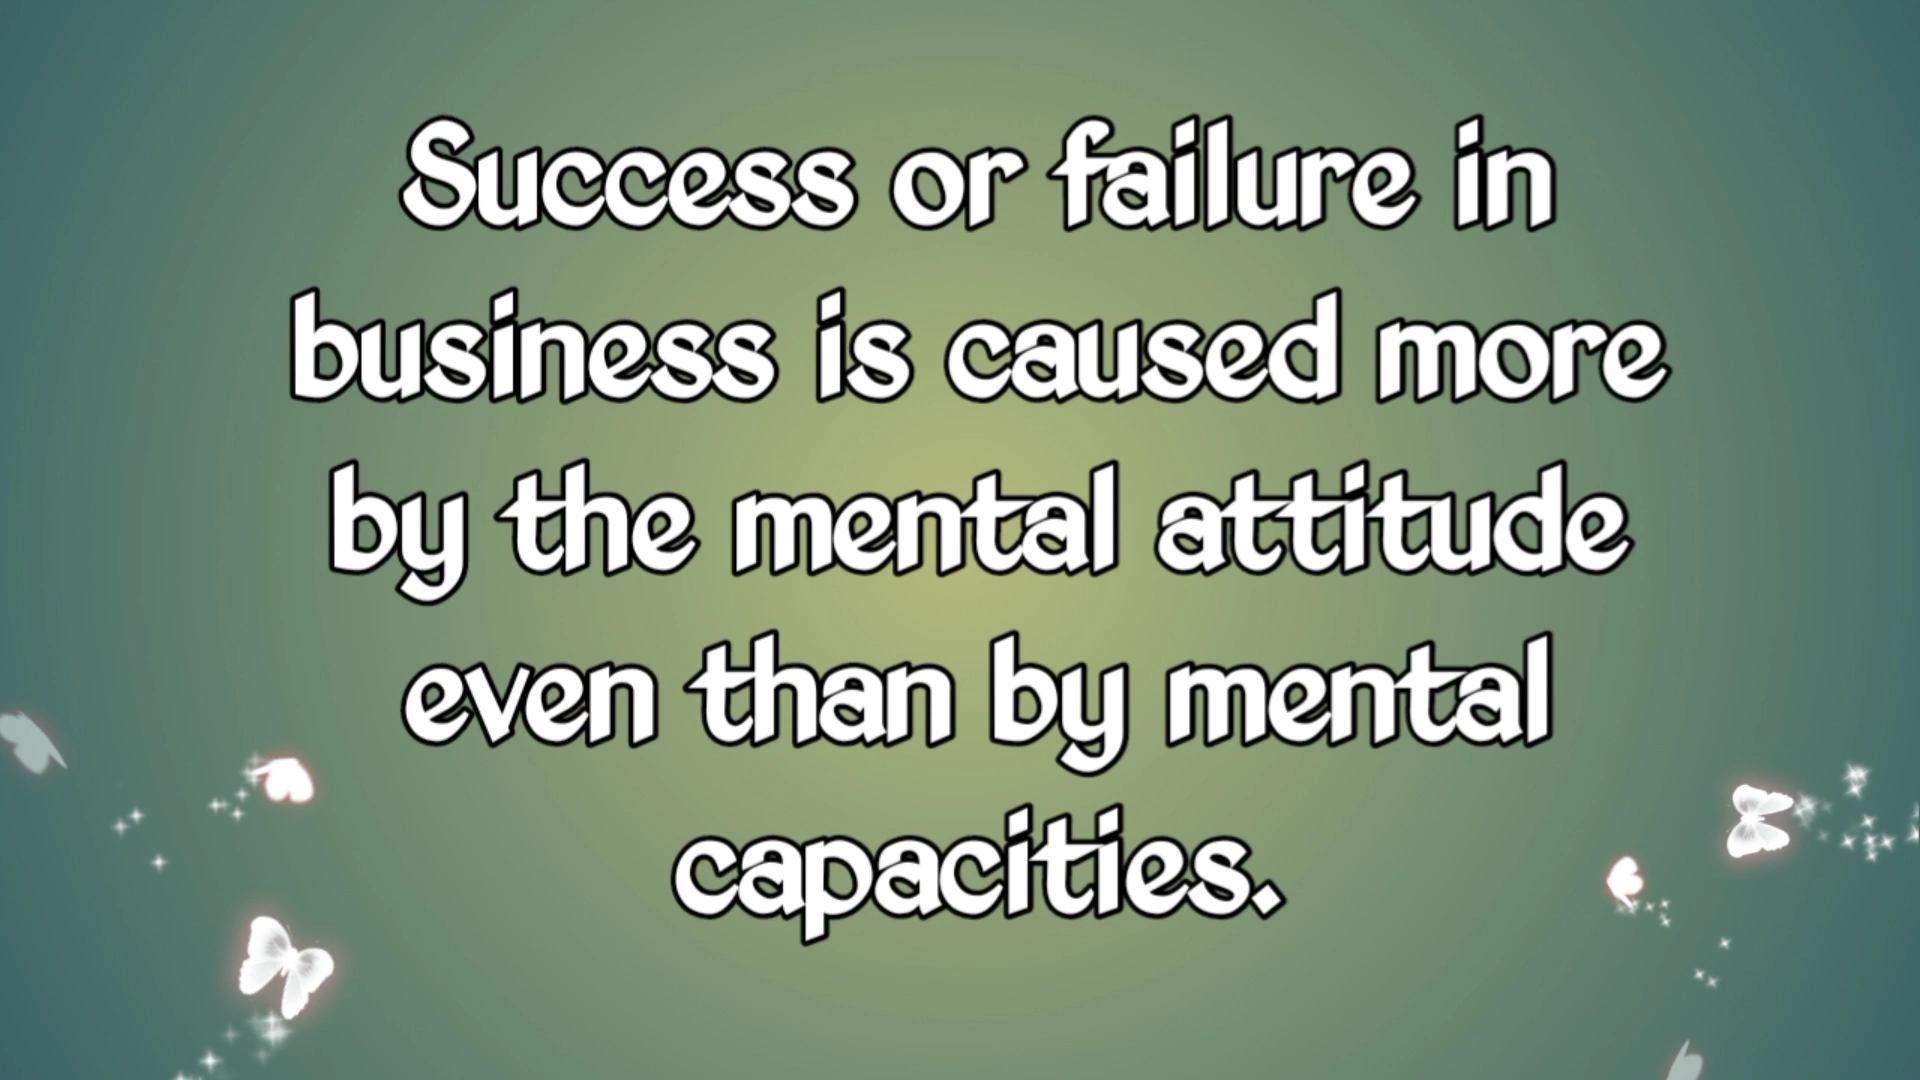 Success or failure in
business is caused more
by the mental attitude
even than by mental
capacities.